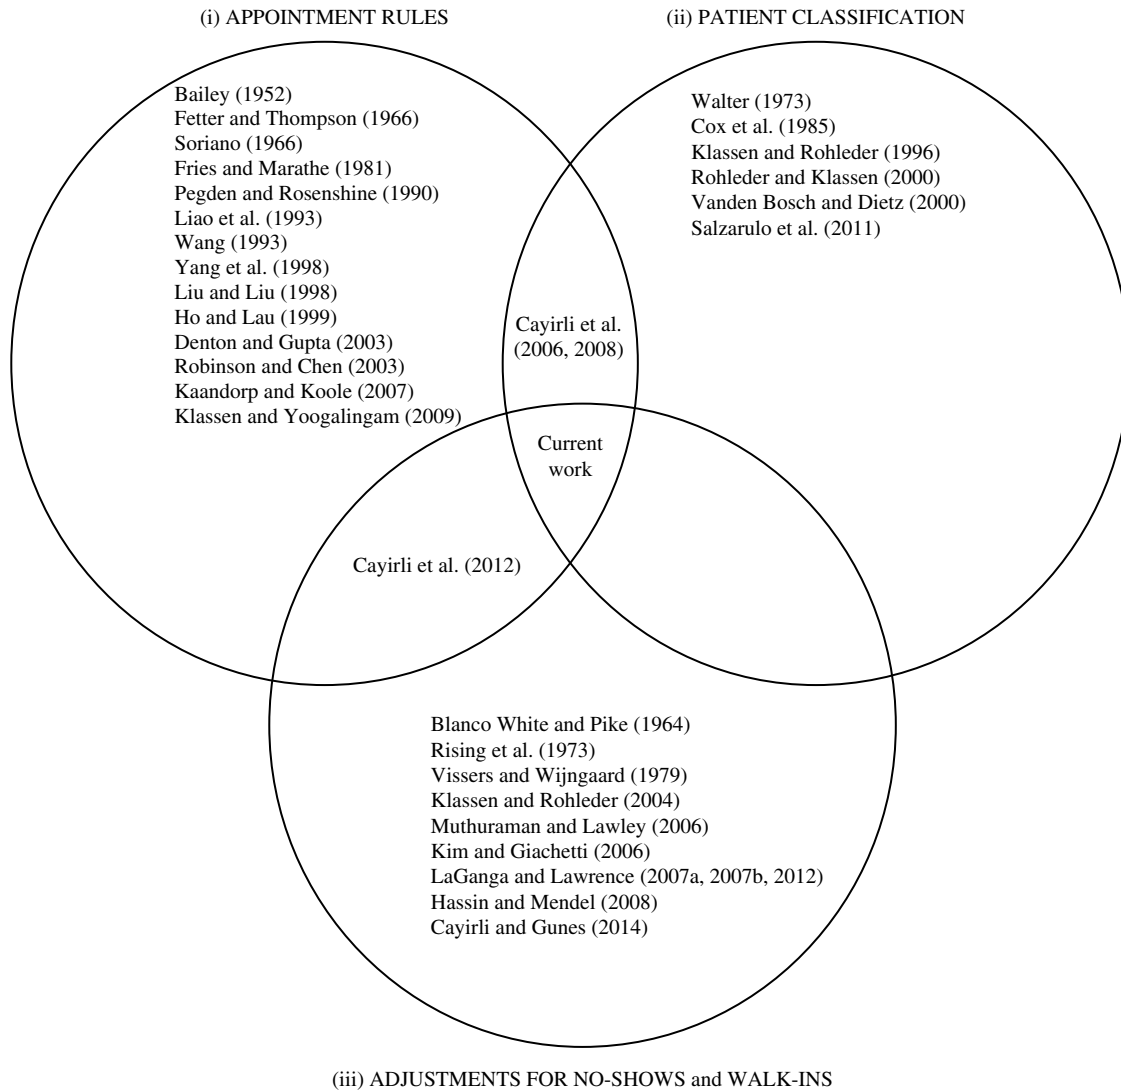 (i) APPOINTMENT RULES
(ii) PATIENT CLASSIFICATION
Bailey (1952)
Fetter and Thompson (1966)
Soriano (1966)
Fries and Marathe (1981)
Pegden and Rosenshine (1990)
Liao et al. (1993)
Wang (1993)
Yang et al. (1998)
Liu and Liu (1998)
Ho and Lau (1999)
Denton and Gupta (2003)
Robinson and Chen (2003)
Kaandorp and Koole (2007)
Klassen and Yoogalingam (2009)
Walter (1973)
Cox et al. (1985)
Klassen and Rohleder (1996)
Rohleder and Klassen (2000)
Vanden Bosch and Dietz (2000)
Salzarulo et al. (2011)
Cayirli et al.
(2006, 2008)
Current
work
Cayirli et al. (2012)
Blanco White and Pike (1964)
Rising et al. (1973)
Vissers and Wijngaard (1979)
Klassen and Rohleder (2004)
Muthuraman and Lawley (2006)
Kim and Giachetti (2006)
LaGanga and Lawrence (2007a, 2007b, 2012)
Hassin and Mendel (2008)
Cayirli and Gunes (2014)
(iii) ADJUSTMENTS FOR NO-SHOWS and WALK-INS